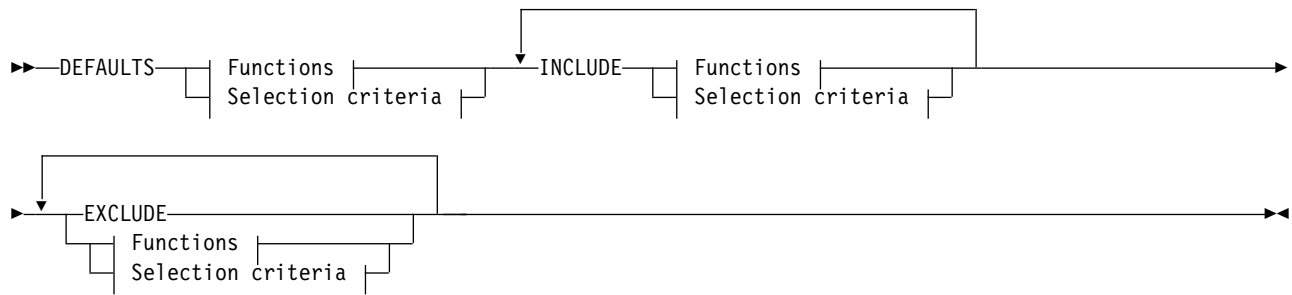 DEFAULTS Functions INCLUDE Functions
Selection criteria Selection criteria
EXCLUDE
Functions
Selection criteria